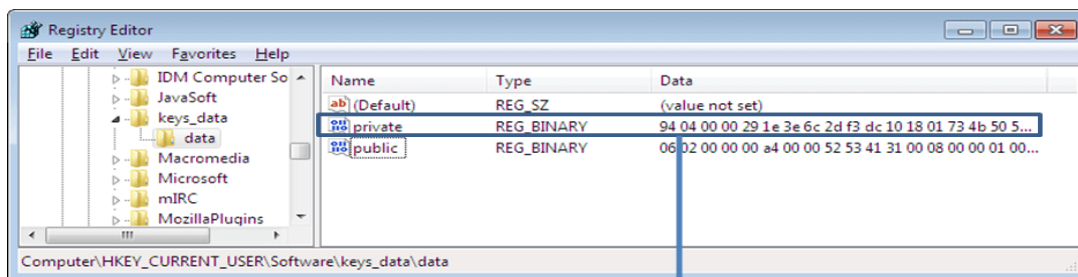 Registry Editor
File Edit View Favorites Help
IDM Computer So
JavaSoft
keys_data
data
Macromedia
Microsoft
mIRC
MozillaPlugins
Name Type Data
(Default) REG_SZ (value not set)
private REG_BINARY 94 04 00 00 29 1e 3e 6c 2d f3 dc 10 18 01 73 4b 50 5...
public REG_BINARY 06 02 00 00 00 a4 00 00 52 53 41 31 00 08 00 00 01 00...
Computer\HKEY_CURRENT_USER\Software\keys_data\data